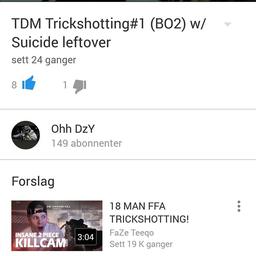 TDM Trickshotting#1 (BO2) w/
Suicide leftover
sett 24 ganger
8 1
Ohh DzY
149 abonnenter
Forslag
INSANE 2 PIECE
KILLCAM
3:04
18 MAN FFA
TRICKSHOTTING!
FaZe Teeqo
Sett 19 K ganger